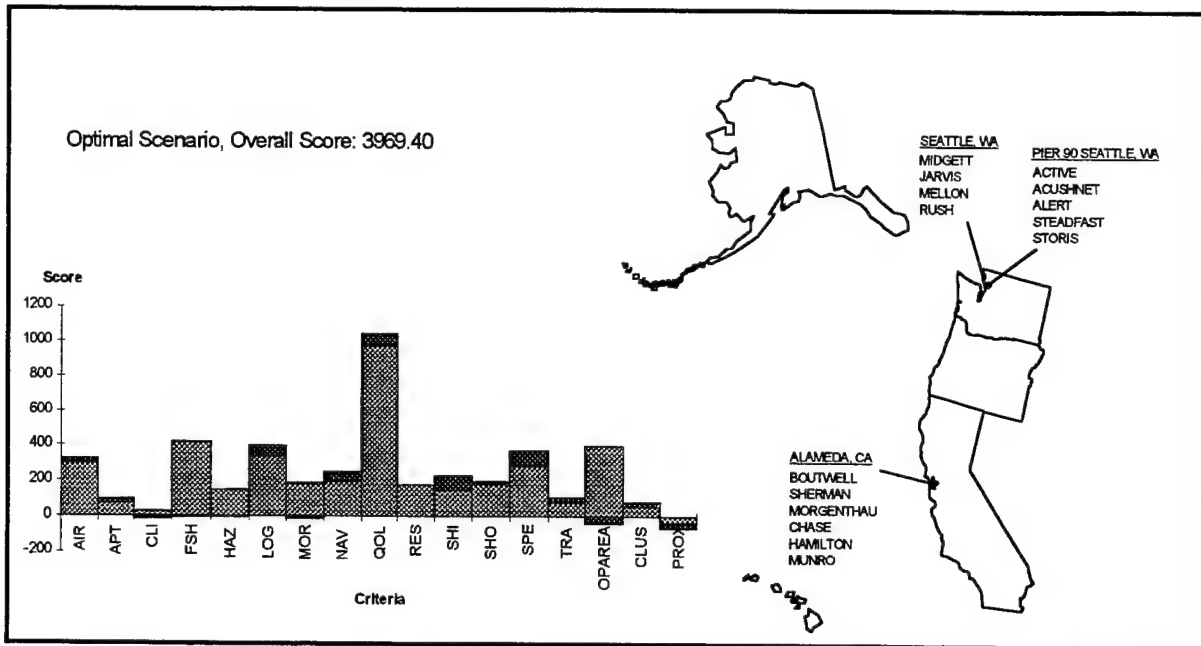 Optimal Scenario, Overall Score: 3969.40
SEATTLE, WA
MIDGETT
JARVIS
MELLON
RUSH
PIER 90 SEATTLE, WA
ACTIVE
ACUSHNET
ALERT
STEADFAST
STORIS
Score
1200
1000
800
600
400
200
0
-200
AIR
APT
CLI
FSH
HAZ
LOG
MOR
NAV
QOL
RES
SHI
SHO
SPE
TRA
OPAREA
CLUS
PROX
Criteria
ALAMEDA, CA
BOUTWELL
SHERMAN
MORGENTHAU
CHASE
HAMILTON
MUNRO